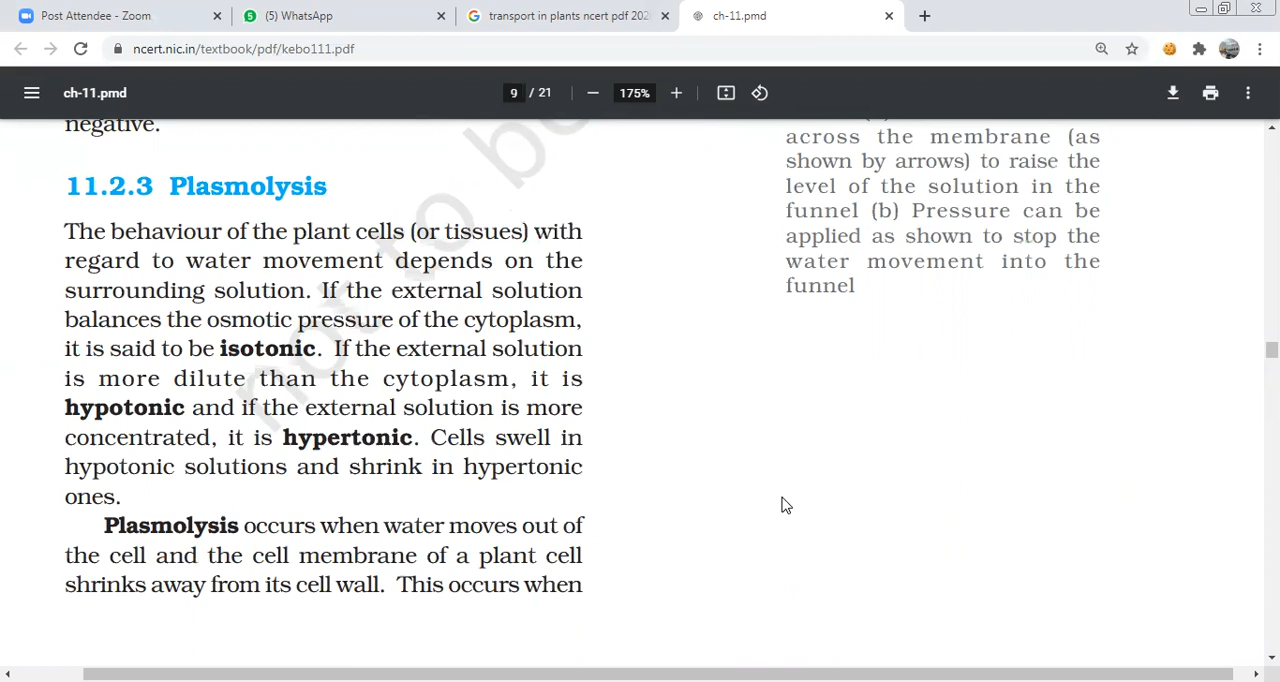 Post Attendee - Zoom
(5) WhatsApp
transport in plants ncert pdf 202
ch-11.pmd
ncert.nic.in/textbook/pdf/kebo111.pdf
ch-11.pmd
9 / 21
175%
negative.
11.2.3 Plasmolysis
The behaviour of the plant cells (or tissues) with
regard to water movement depends on the
surrounding solution. If the external solution
balances the osmotic pressure of the cytoplasm,
it is said to be isotonic. If the external solution
is more dilute than the cytoplasm, it is
hypotonic and if the external solution is more
concentrated, it is hypertonic. Cells swell in
hypotonic solutions and shrink in hypertonic
ones.
Plasmolysis occurs when water moves out of
the cell and the cell membrane of a plant cell
shrinks away from its cell wall. This occurs when
across the membrane (as
shown by arrows) to raise the
level of the solution in the
funnel (b) Pressure can be
applied as shown to stop the
water movement into the
funnel
not to be